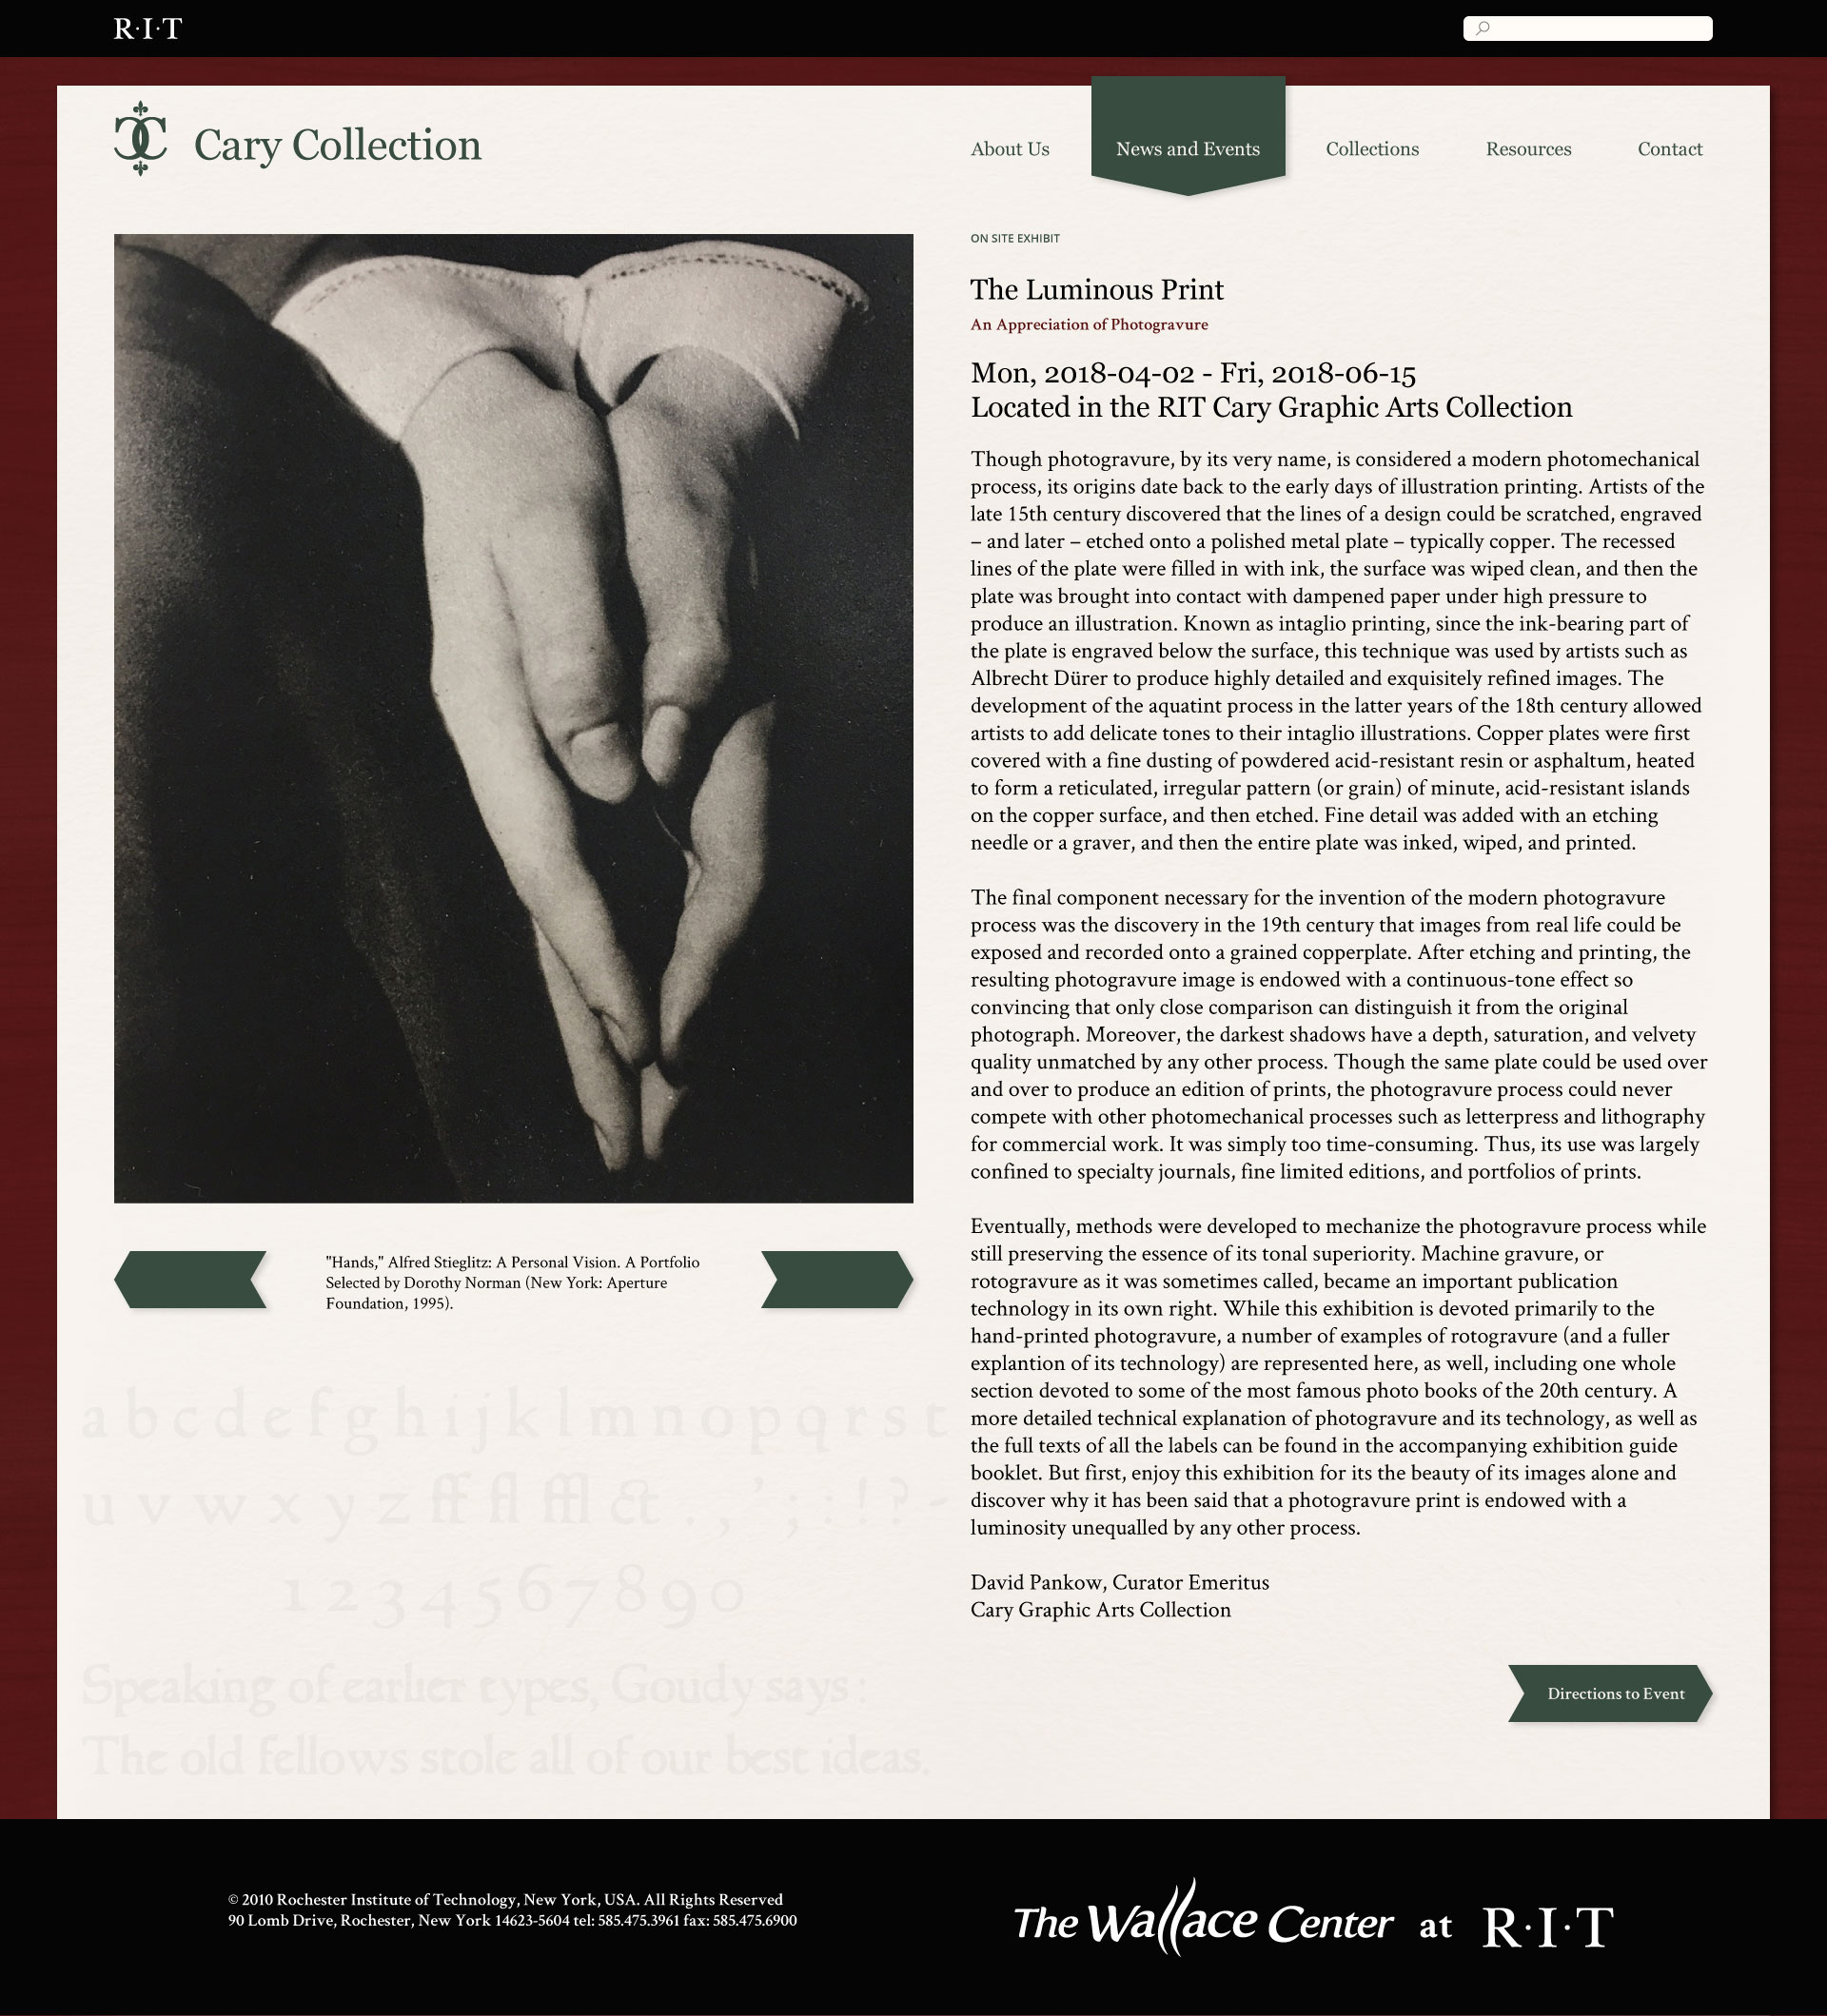 R·I·T
Cary Collection
About Us
News and Events
Collections
Resources
Contact
ON SITE EXHIBIT
The Luminous Print
An Appreciation of Photogravure
Mon, 2018-04-02 - Fri, 2018-06-15
Located in the RIT Cary Graphic Arts Collection
Though photogravure, by its very name, is considered a modern photomechanical
process, its origins date back to the early days of illustration printing. Artists of the
late 15th century discovered that the lines of a design could be scratched, engraved
– and later – etched onto a polished metal plate – typically copper. The recessed
lines of the plate were filled in with ink, the surface was wiped clean, and then the
plate was brought into contact with dampened paper under high pressure to
produce an illustration. Known as intaglio printing, since the ink-bearing part of
the plate is engraved below the surface, this technique was used by artists such as
Albrecht Dürer to produce highly detailed and exquisitely refined images. The
development of the aquatint process in the latter years of the 18th century allowed
artists to add delicate tones to their intaglio illustrations. Copper plates were first
covered with a fine dusting of powdered acid-resistant resin or asphaltum, heated
to form a reticulated, irregular pattern (or grain) of minute, acid-resistant islands
on the copper surface, and then etched. Fine detail was added with an etching
needle or a graver, and then the entire plate was inked, wiped, and printed.
The final component necessary for the invention of the modern photogravure
process was the discovery in the 19th century that images from real life could be
exposed and recorded onto a grained copperplate. After etching and printing, the
resulting photogravure image is endowed with a continuous-tone effect so
convincing that only close comparison can distinguish it from the original
photograph. Moreover, the darkest shadows have a depth, saturation, and velvety
quality unmatched by any other process. Though the same plate could be used over
and over to produce an edition of prints, the photogravure process could never
compete with other photomechanical processes such as letterpress and lithography
for commercial work. It was simply too time-consuming. Thus, its use was largely
confined to specialty journals, fine limited editions, and portfolios of prints.
Eventually, methods were developed to mechanize the photogravure process while
still preserving the essence of its tonal superiority. Machine gravure, or
rotogravure as it was sometimes called, became an important publication
technology in its own right. While this exhibition is devoted primarily to the
hand-printed photogravure, a number of examples of rotogravure (and a fuller
explantion of its technology) are represented here, as well, including one whole
section devoted to some of the most famous photo books of the 20th century. A
more detailed technical explanation of photogravure and its technology, as well as
the full texts of all the labels can be found in the accompanying exhibition guide
booklet. But first, enjoy this exhibition for its the beauty of its images alone and
discover why it has been said that a photogravure print is endowed with a
luminosity unequalled by any other process.
David Pankow, Curator Emeritus
Cary Graphic Arts Collection
Directions to Event
"Hands," Alfred Stieglitz: A Personal Vision. A Portfolio
Selected by Dorothy Norman (New York: Aperture
Foundation, 1995).
a b c d e f g h i j k l m n o p q r s t
u v w x y z ff fl ffl ct . , ' ; : ! ? -
1 2 3 4 5 6 7 8 9 0
Speaking of earlier types, Goudy says:
The old fellows stole all of our best ideas.
© 2010 Rochester Institute of Technology, New York, USA. All Rights Reserved
90 Lomb Drive, Rochester, New York 14623-5604 tel: 585.475.3961 fax: 585.475.6900
The Wallace Center at R·I·T